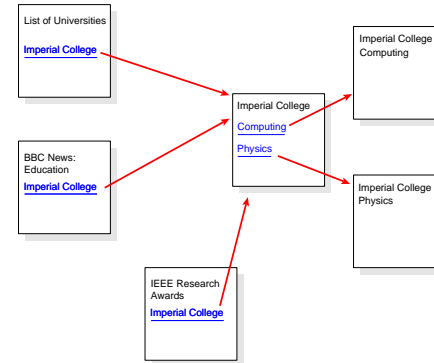 List of Universities
Imperial College
BBC News:
Education
Imperial College
Imperial College
Computing
Physics
Imperial College
Computing
Imperial College
Physics
IEEE Research
Awards
Imperial College